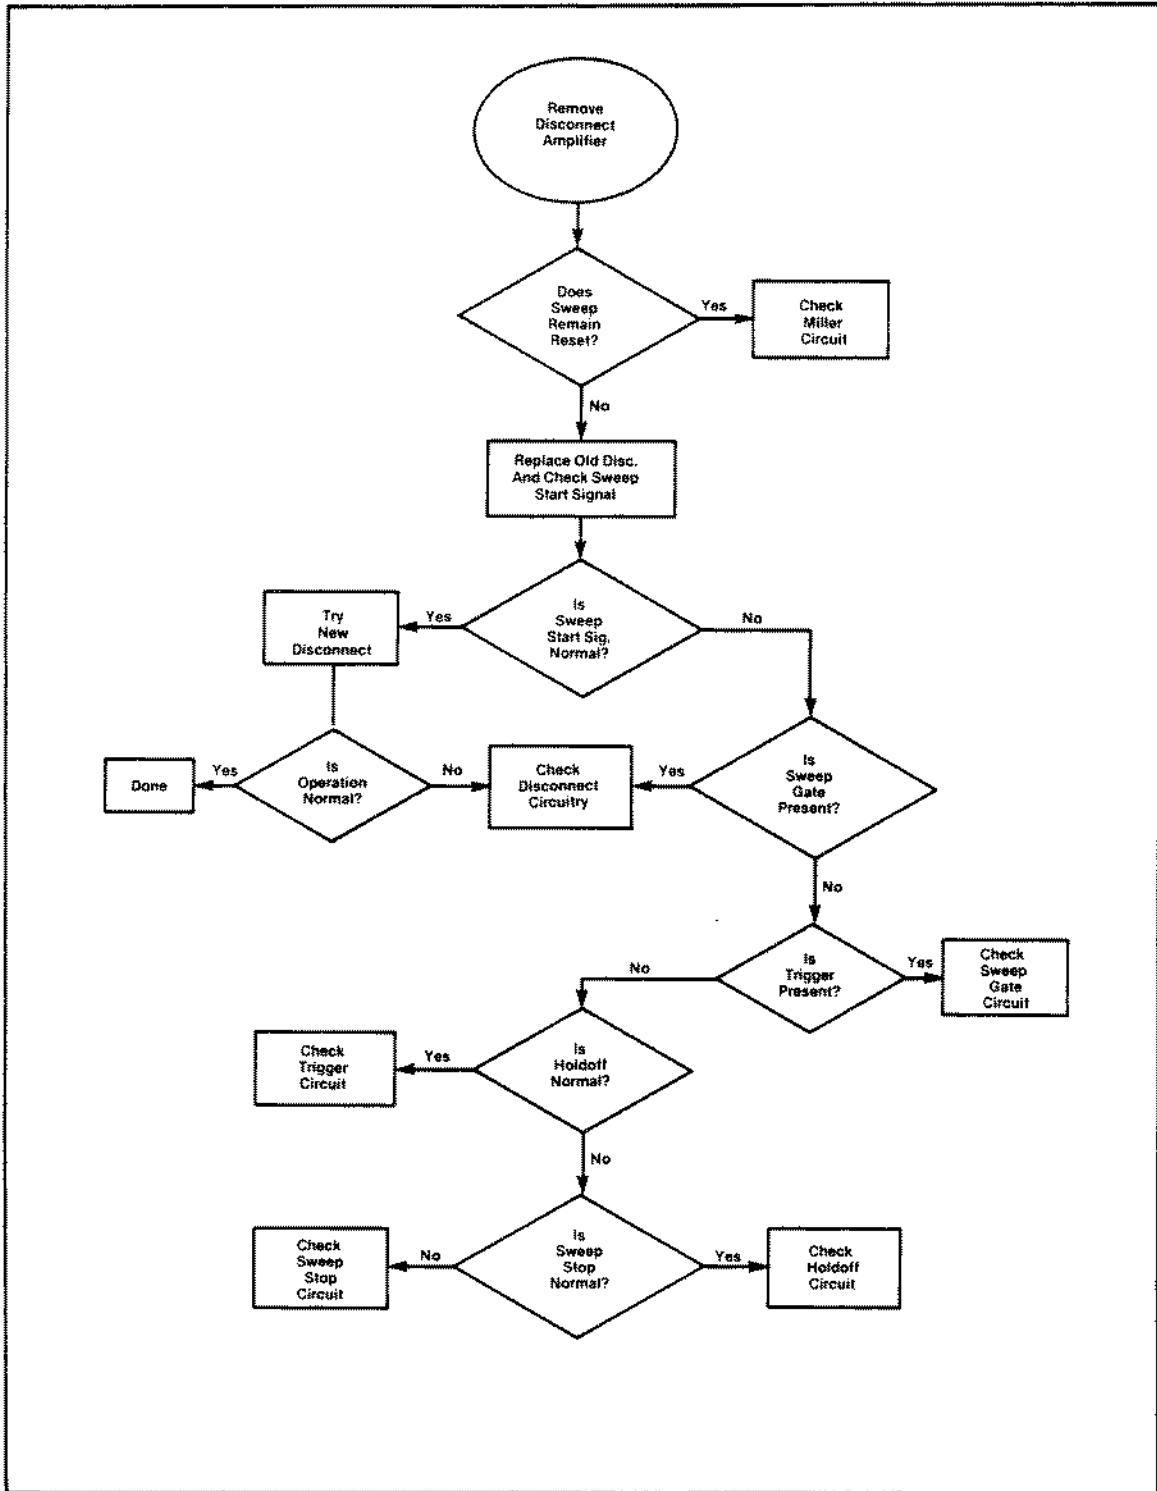 Remove
Disconnect
Amplifier
Does
Sweep
Remain
Reset?
Yes
Check
Miller
Circuit
No
Replace Old Disc.
And Check Sweep
Start Signal
Is
Sweep
Start Sig.
Normal?
Yes
Try
New
Disconnect
No
Is
Operation
Normal?
Yes
Done
No
Check
Disconnect
Circuitry
Yes
Is
Sweep
Gate
Present?
No
Is
Trigger
Present?
Yes
Check
Sweep
Gate
Circuit
No
Is
Holdoff
Normal?
Yes
Check
Trigger
Circuit
No
Is
Sweep
Stop
Normal?
No
Check
Sweep
Stop
Circuit
Yes
Check
Holdoff
Circuit